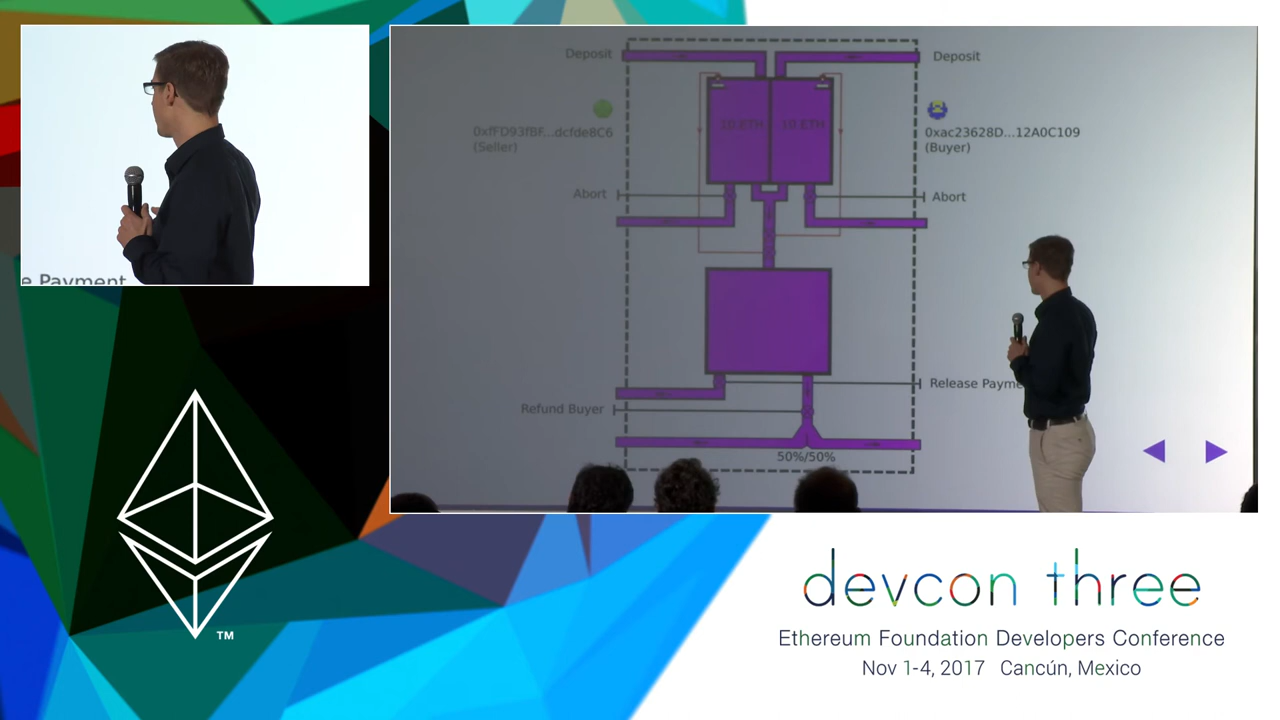 e Payment
Deposit
Deposit
10 ETH
10 ETH
0xfFD93fBF...dcfde8C6
(Seller)
0xac23628D...12A0C109
(Buyer)
Abort
Abort
Release Payme
Refund Buyer
50%/50%
TM
devcon three
Ethereum Foundation Developers Conference
Nov 1-4, 2017 Cancún, Mexico